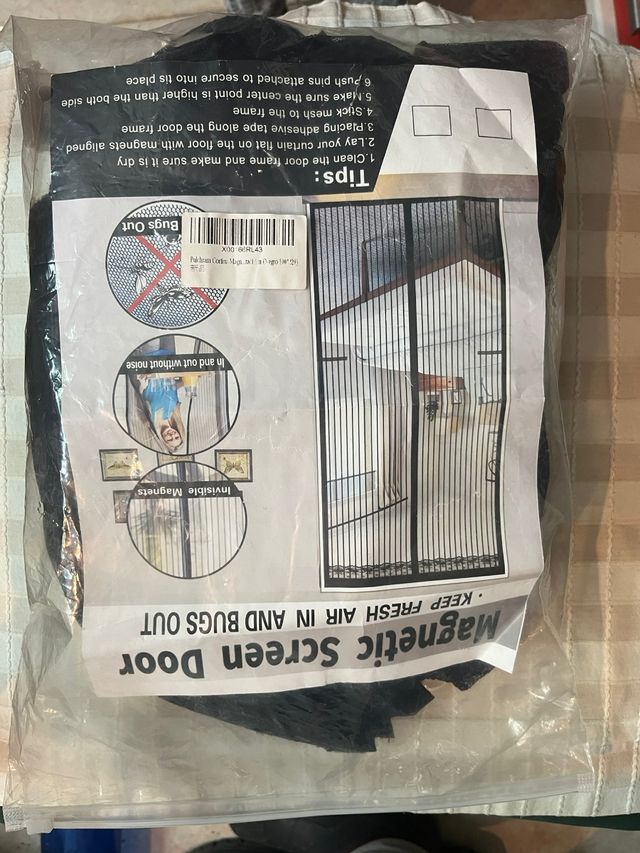 Magnetic Screen Door
· KEEP FRESH AIR IN AND BUGS OUT
Invisible Magnets
In and out without noise
Bugs Out
Tips:
1.Clean the door frame and make sure it is dry
2.Lay your curtain flat on the floor with magnets aligned
3.Placing adhesive tape along the door frame
4.Stick mesh to the frame
5.Make sure the center point is higher than the both side
6.Push pins attached to secure into tis place